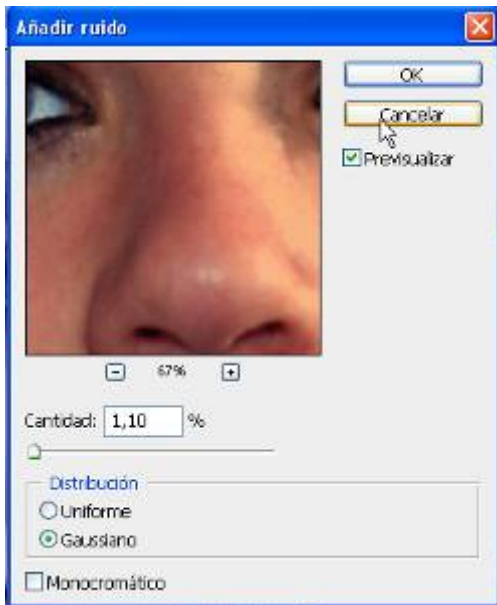 Añadir ruido
OK
Cancelar
Previsualizar
67%
Cantidad: 1,10 %
Distribución
Uniforme
Gaussiano
Monocromático